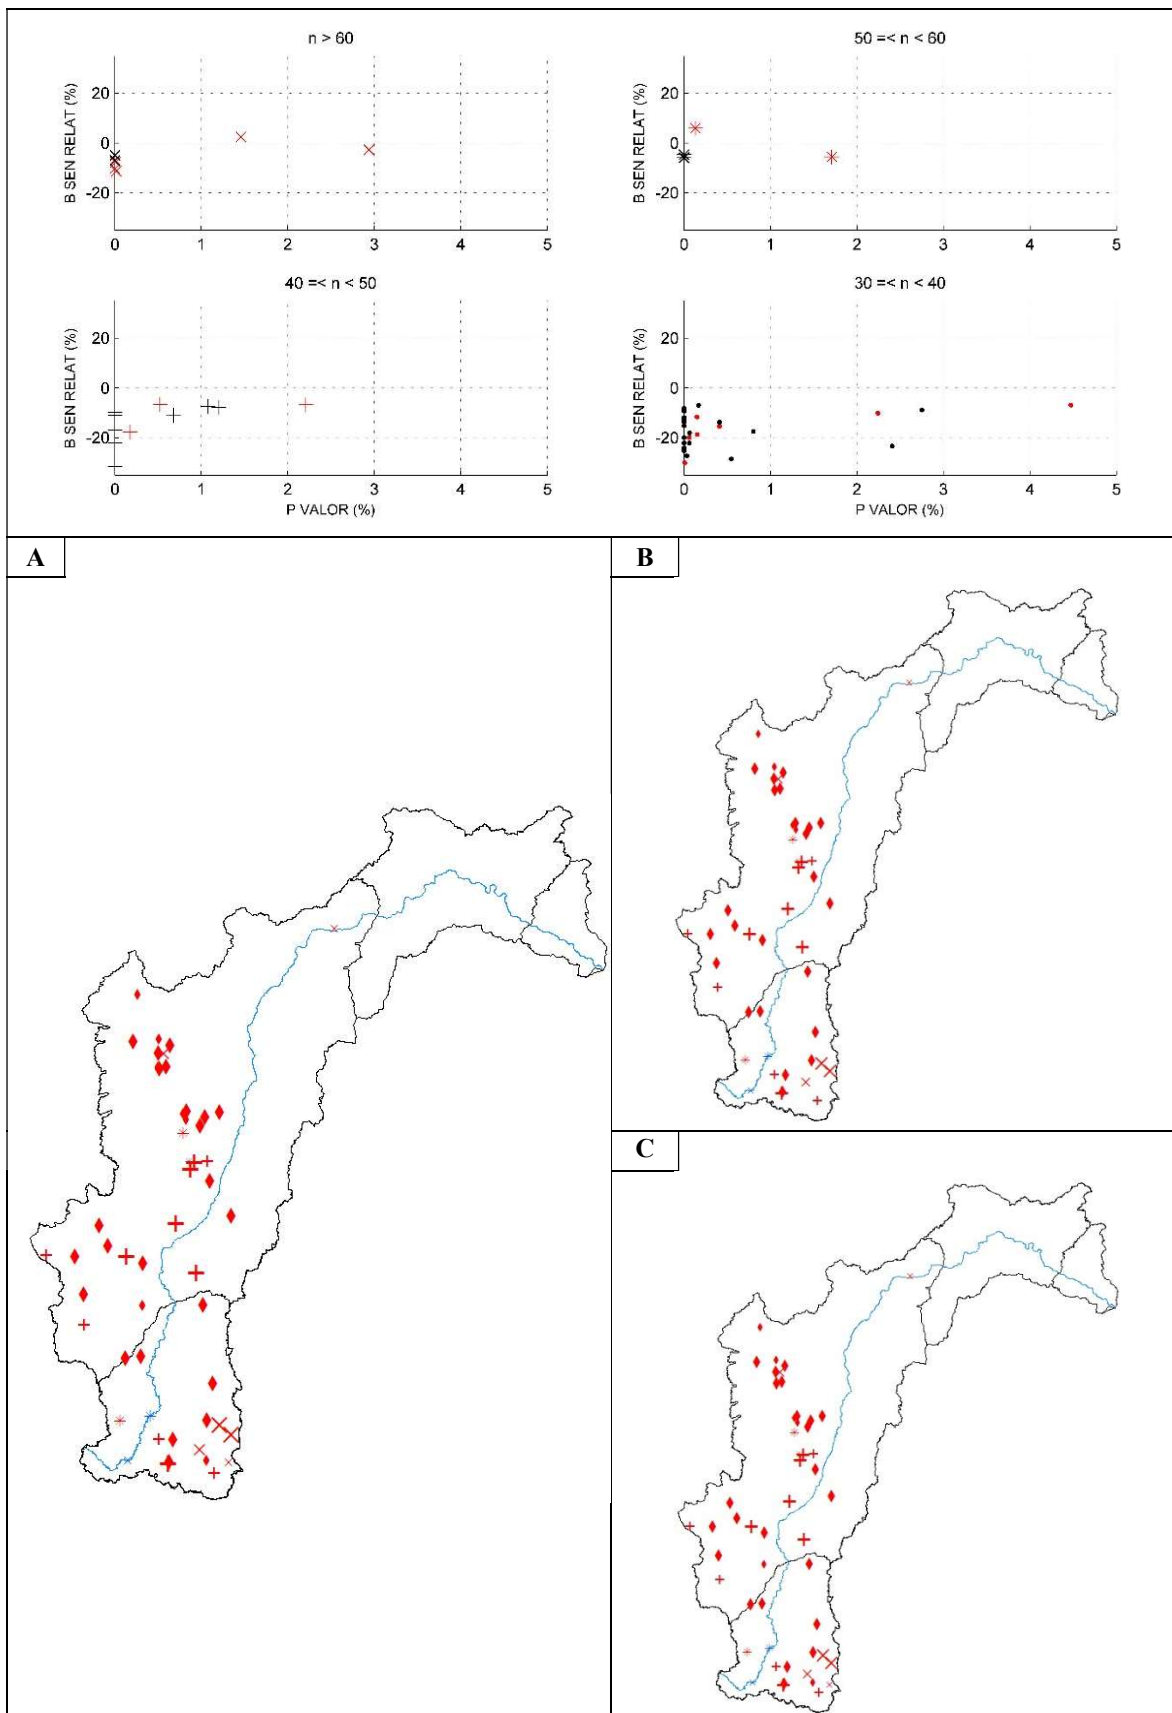 n > 60
B SEN RELAT (%)
20
0
-20
0 1 2 3 4 5
50 =< n < 60
B SEN RELAT (%)
20
0
-20
0 1 2 3 4 5
40 =< n < 50
B SEN RELAT (%)
20
0
-20
0 1 2 3 4 5
P VALOR (%)
30 =< n < 40
B SEN RELAT (%)
20
0
-20
0 1 2 3 4 5
P VALOR (%)
A
B
C